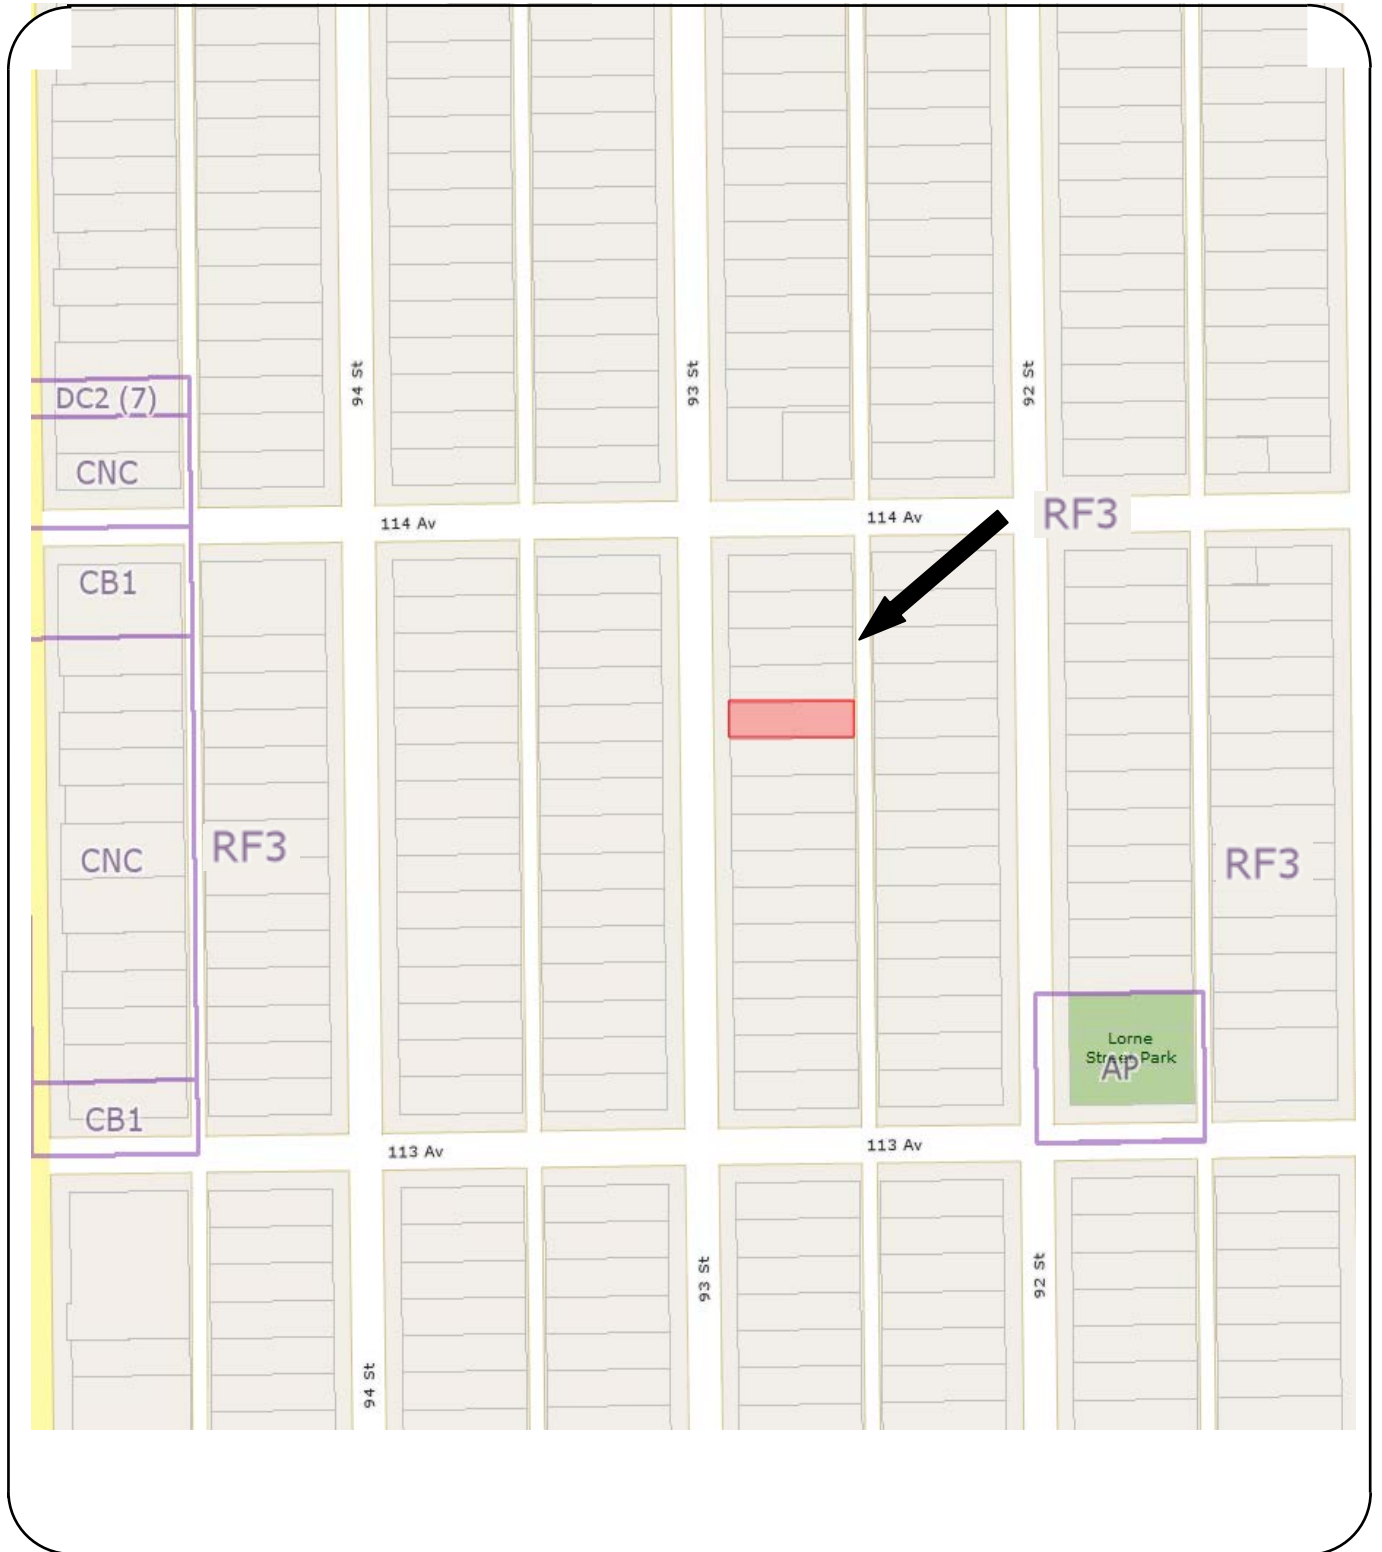 94 St
93 St
92 St
DC2 (7)
CNC
114 Av
114 Av
RF3
CB1
RF3
CNC
RF3
Lorne
Street Park
AP
CB1
113 Av
113 Av
93 St
92 St
94 St